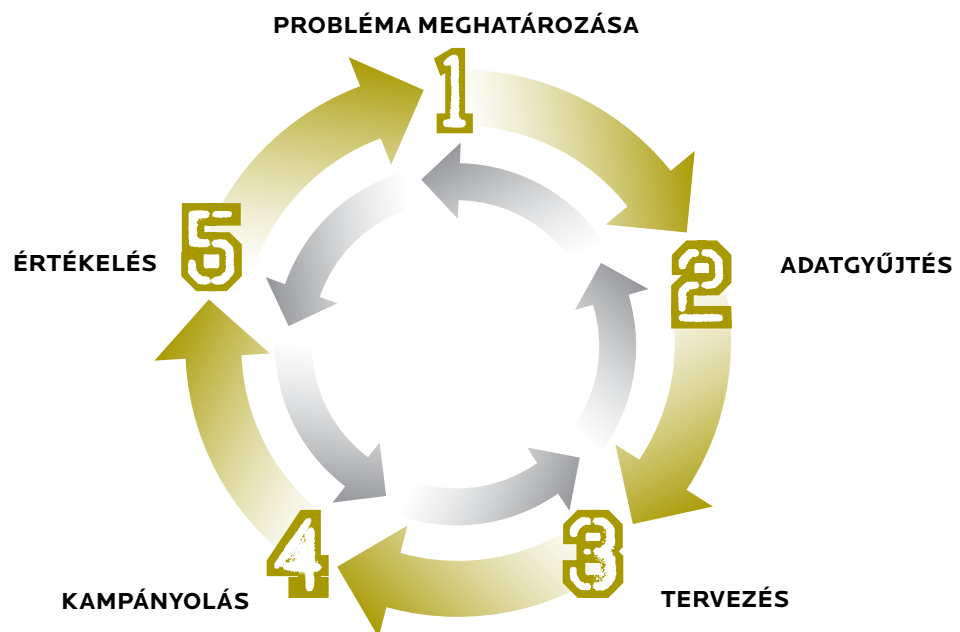 PROBLÉMA MEGHATÁROZÁSA
1
2
ADATGYŰJTÉS
3
TERVEZÉS
4
KAMPÁNYOLÁS
5
ÉRTÉKELÉS